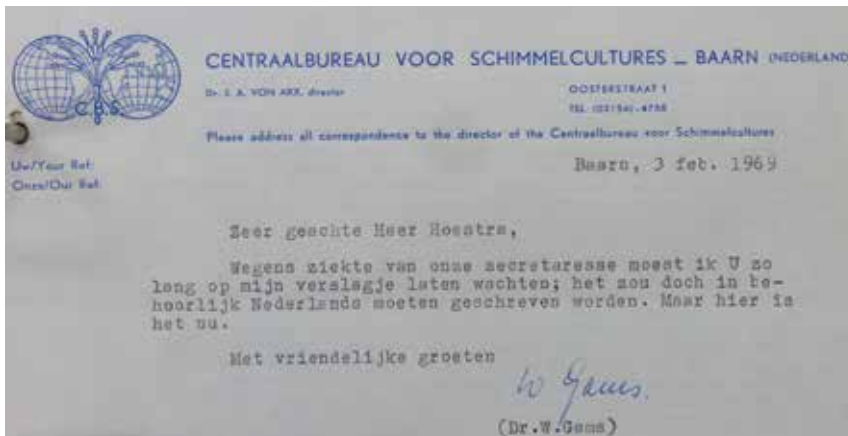 C.B.S.
CENTRAALBUREAU VOOR SCHIMMELCULTURES _ BAARN (NEDERLAND
Dr. J. A. VON ARX, director
OOSTERSTRAAT 1
TEL. (02154)-4758
Please address all correspondence to the director of the Centraalbureau voor Schimmelcultures
Uw/Your Ref:
Onze/Our Ref:
Baarn, 3 feb. 1969
Zeer geachte Heer Hoestra,
Wegens ziekte van onze secretaresse moest ik U zo
lang op mijn verslagje laten wachten; het zou doch in be-
hoorlijk Nederlands moeten geschreven worden. Maar hier is
het nu.
Met vriendelijke groeten
W Gams.
(Dr.W.Gams)